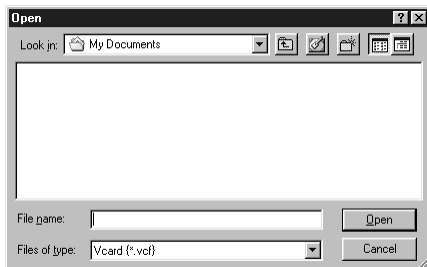 Open
Look in: My Documents
File name:
Open
Files of type: Vcard {*.vcf}
Cancel